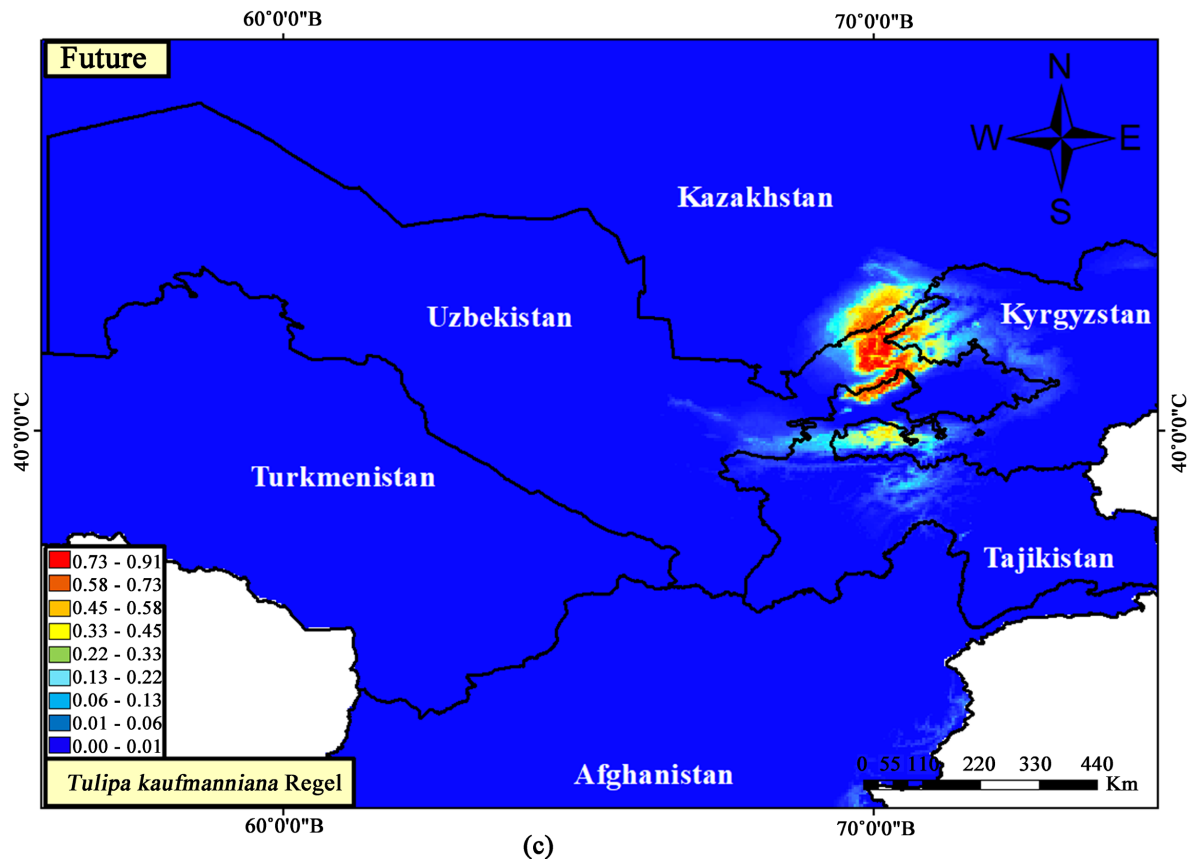 60°0'0"B
70°0'0"B
Future
N
W E
S
Kazakhstan
Uzbekistan
Kyrgyzstan
40°0'0"C
40°0'0"C
Turkmenistan
Tajikistan
0.73 - 0.91
0.58 - 0.73
0.45 - 0.58
0.33 - 0.45
0.22 - 0.33
0.13 - 0.22
0.06 - 0.13
0.01 - 0.06
0.00 - 0.01
Tulipa kaufmanniana Regel
Afghanistan
0 55 110 220 330 440
Km
60°0'0"B
70°0'0"B
(c)